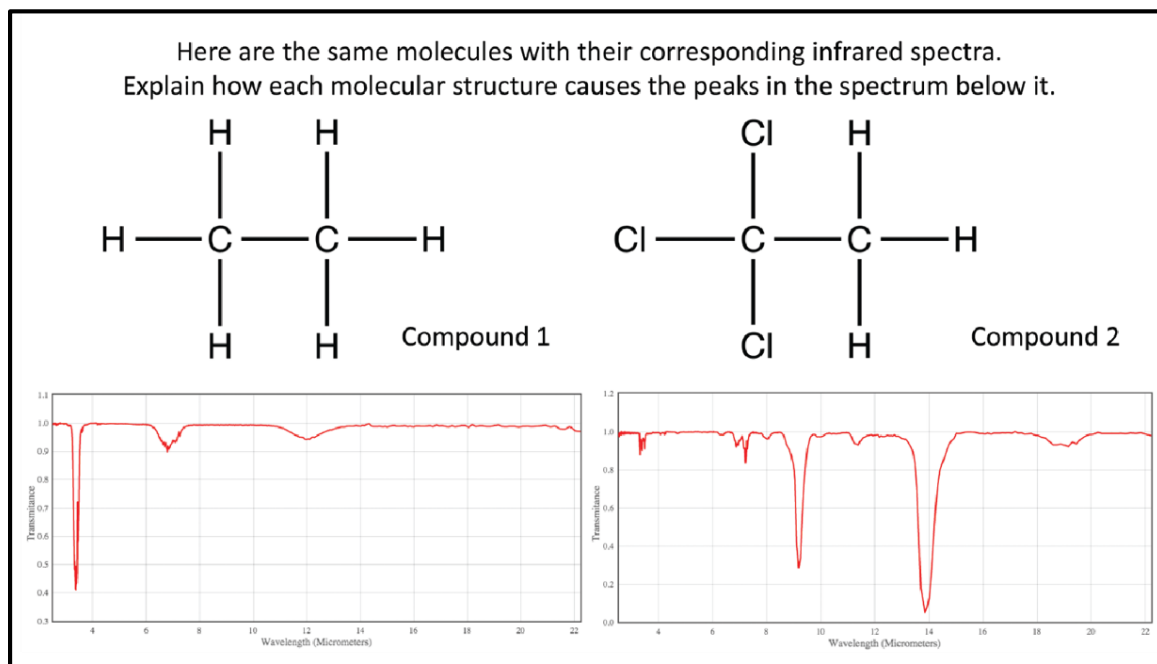 Here are the same molecules with their corresponding infrared spectra.
Explain how each molecular structure causes the peaks in the spectrum below it.
H H
H C C H
H H
Compound 1
Cl H
Cl C C H
Cl H
Compound 2
1.1
1.0
0.9
0.8
0.7
0.6
0.5
0.4
0.3
Transmitance
4 6 8 10 12 14 16 18 20 22
Wavelength (Micrometers)
1.2
1.0
0.8
0.6
0.4
0.2
0.0
Transmitance
4 6 8 10 12 14 16 18 20 22
Wavelength (Micrometers)